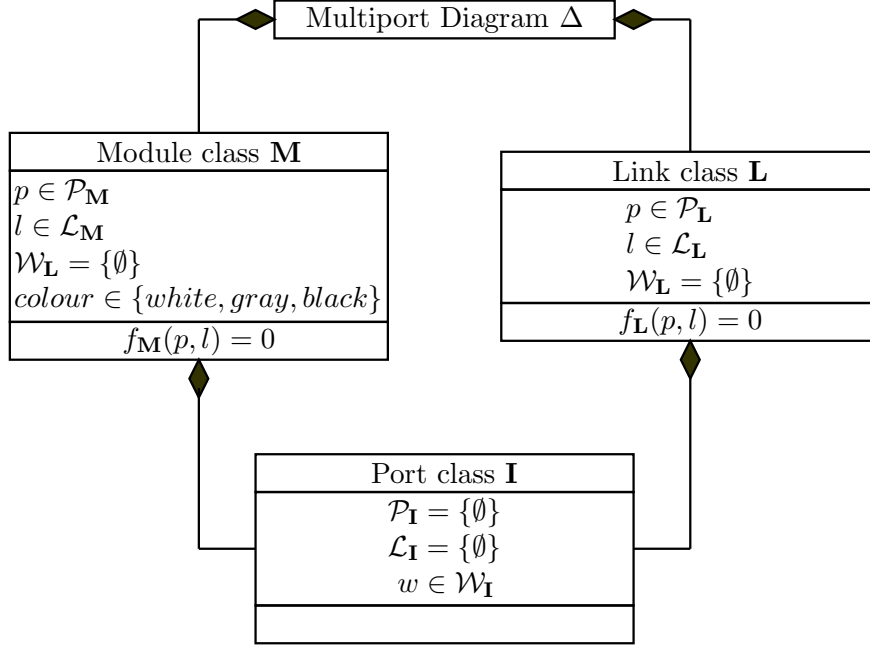 Multiport Diagram Δ
Module class M
p ∈ 𝒫_M
l ∈ ℒ_M
𝒲_L = {∅}
colour ∈ {white, gray, black}
f_M(p, l) = 0
Link class L
p ∈ 𝒫_L
l ∈ ℒ_L
𝒲_L = {∅}
f_L(p, l) = 0
Port class I
𝒫_I = {∅}
ℒ_I = {∅}
w ∈ 𝒲_I